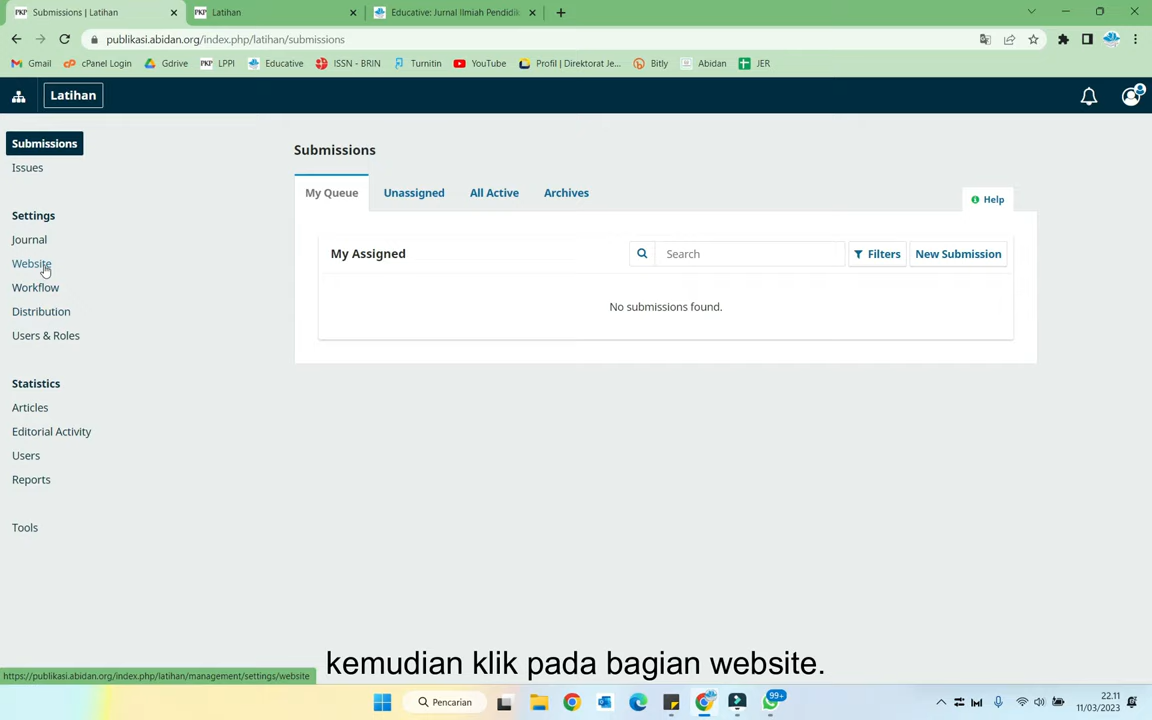 Submissions | Latihan
Latihan
Educative: Jurnal Ilmiah Pendidik
publikasi.abidan.org/index.php/latihan/submissions
Gmail cPanel Login Gdrive LPPI Educative ISSN - BRIN Turnitin YouTube Profil | Direktorat Je... Bitly Abidan JER
Latihan
Submissions
Issues
Settings
Journal
Website
Workflow
Distribution
Users & Roles
Statistics
Articles
Editorial Activity
Users
Reports
Tools
Submissions
My Queue Unassigned All Active Archives
Help
My Assigned Search Filters New Submission
No submissions found.
kemudian klik pada bagian website.
https://publikasi.abidan.org/index.php/latihan/management/settings/website
Pencarian
99+
22.11
11/03/2023